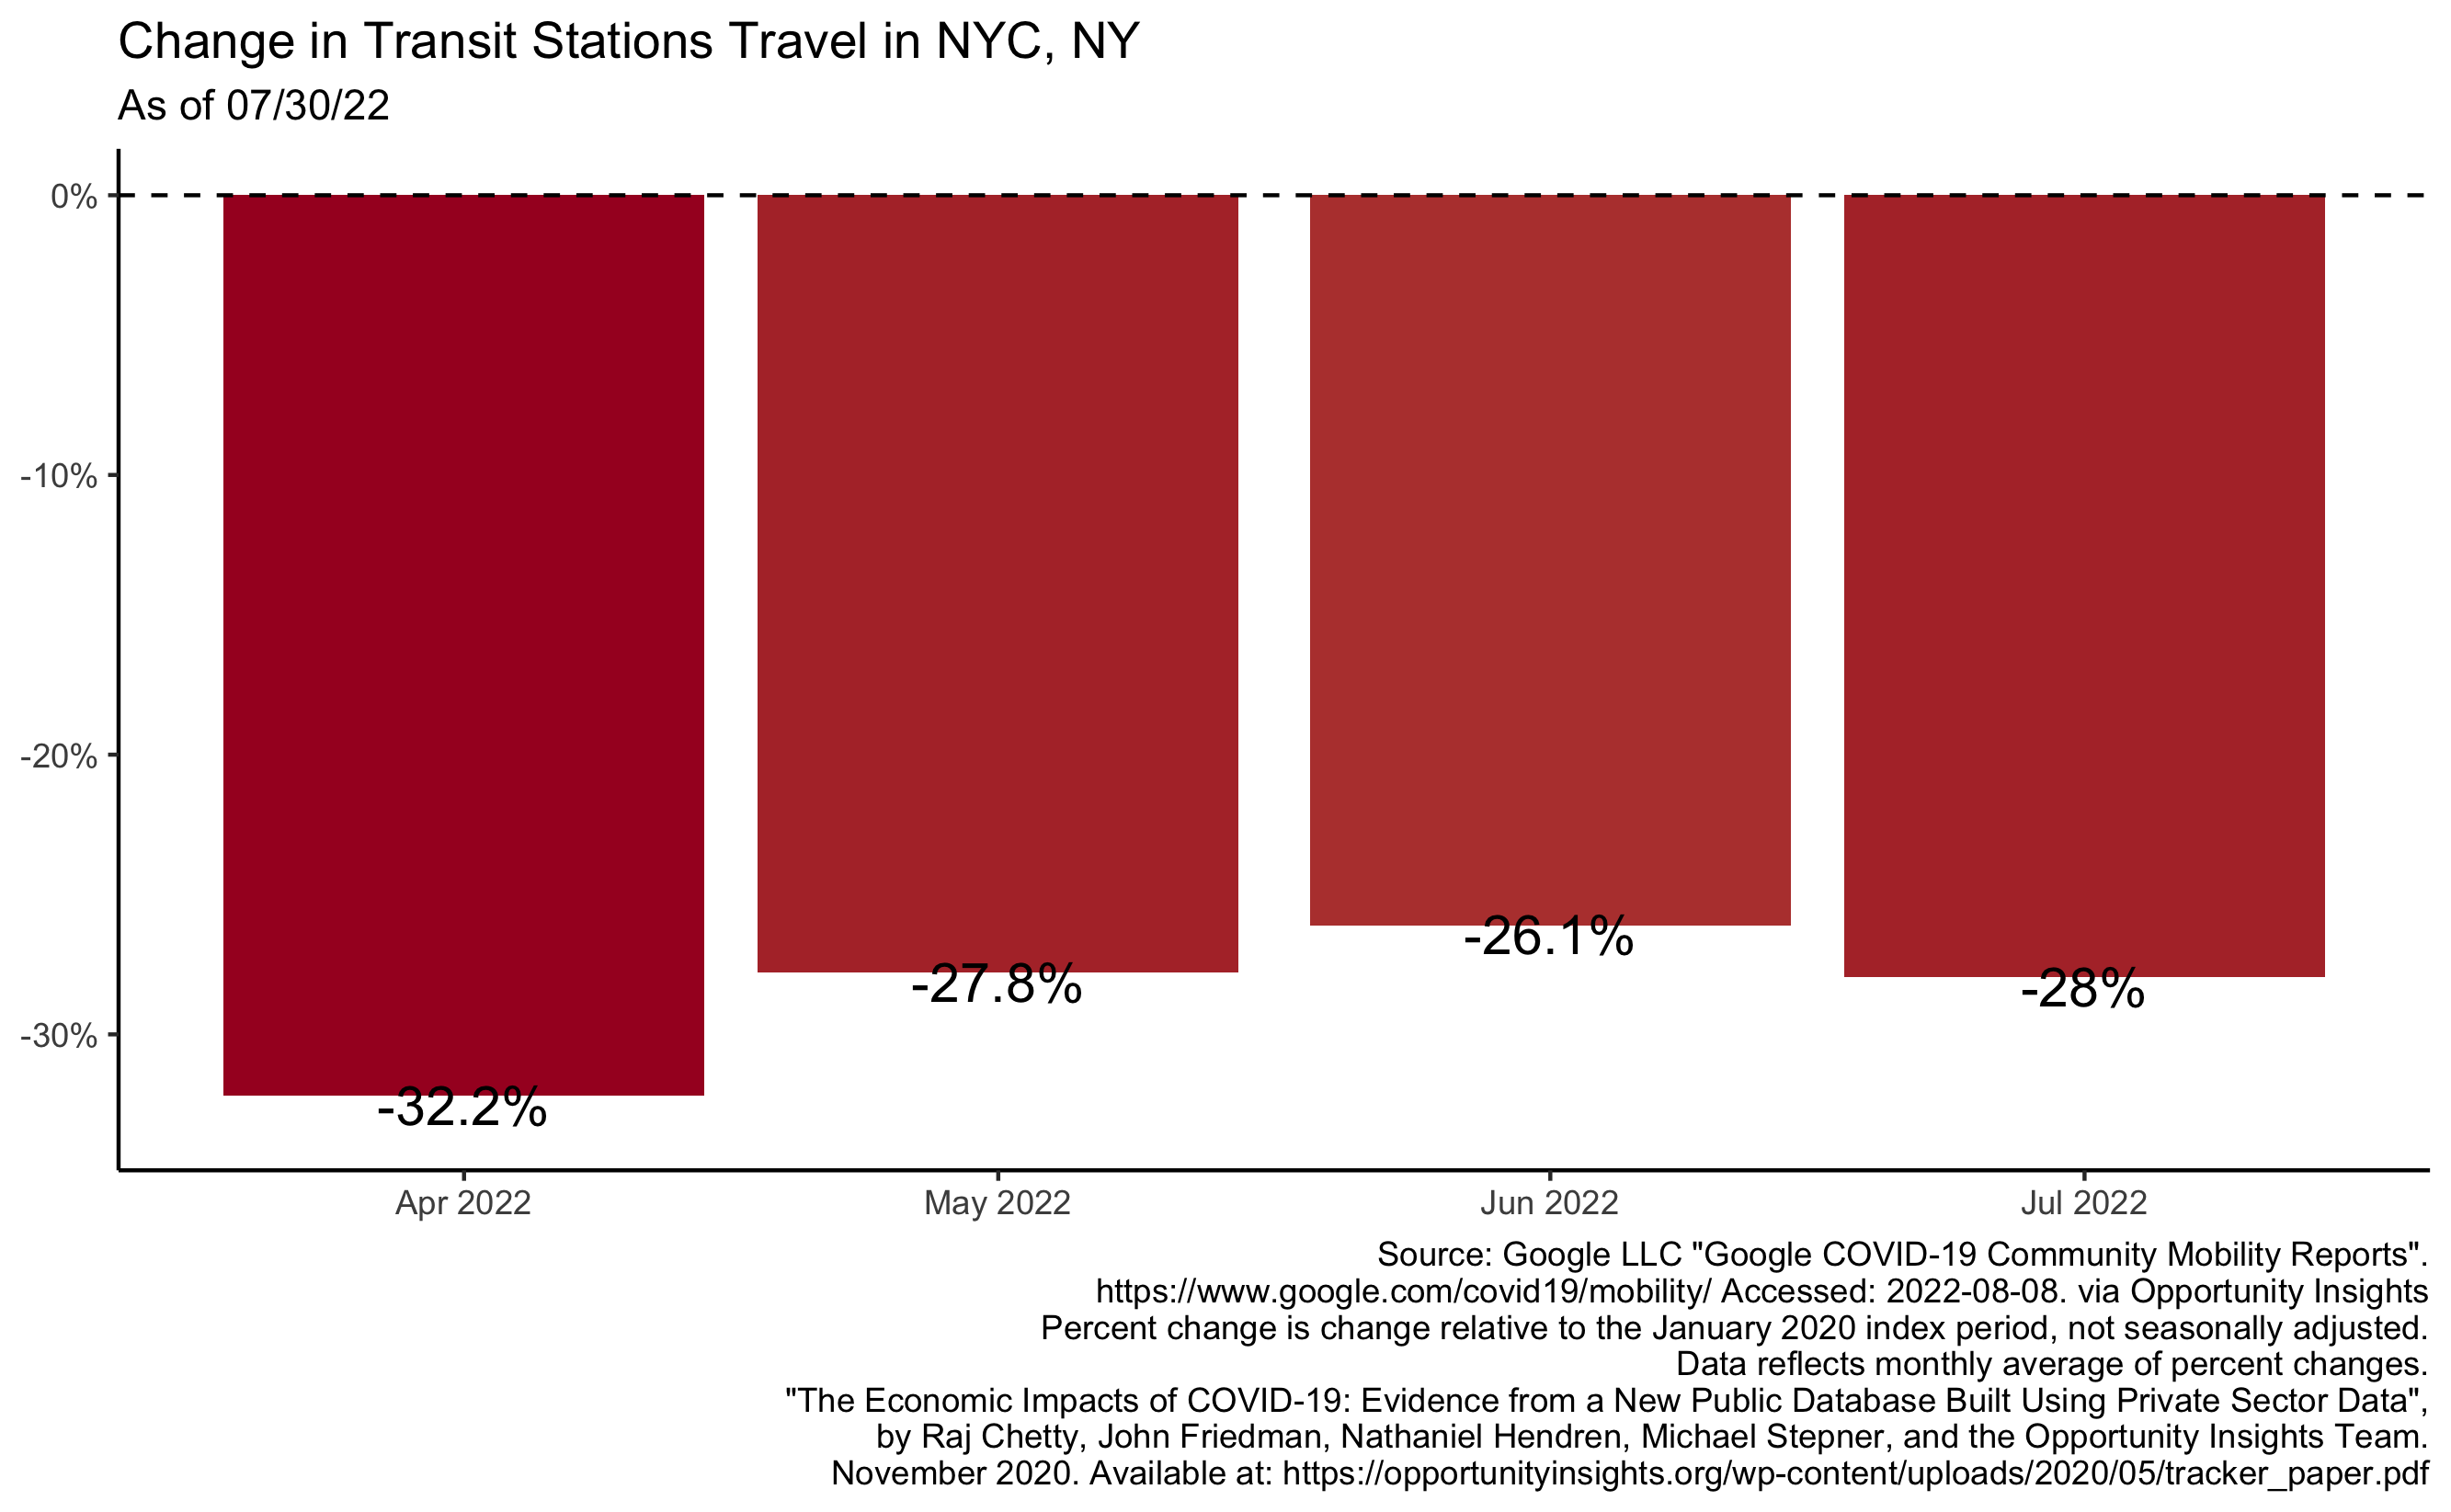 Change in Transit Stations Travel in NYC, NY
As of 07/30/22
0%
-10%
-20%
-30%
-32.2%
-27.8%
-26.1%
-28%
Apr 2022
May 2022
Jun 2022
Jul 2022
Source: Google LLC "Google COVID-19 Community Mobility Reports".
https://www.google.com/covid19/mobility/ Accessed: 2022-08-08. via Opportunity Insights
Percent change is change relative to the January 2020 index period, not seasonally adjusted.
Data reflects monthly average of percent changes.
"The Economic Impacts of COVID-19: Evidence from a New Public Database Built Using Private Sector Data",
by Raj Chetty, John Friedman, Nathaniel Hendren, Michael Stepner, and the Opportunity Insights Team.
November 2020. Available at: https://opportunityinsights.org/wp-content/uploads/2020/05/tracker_paper.pdf